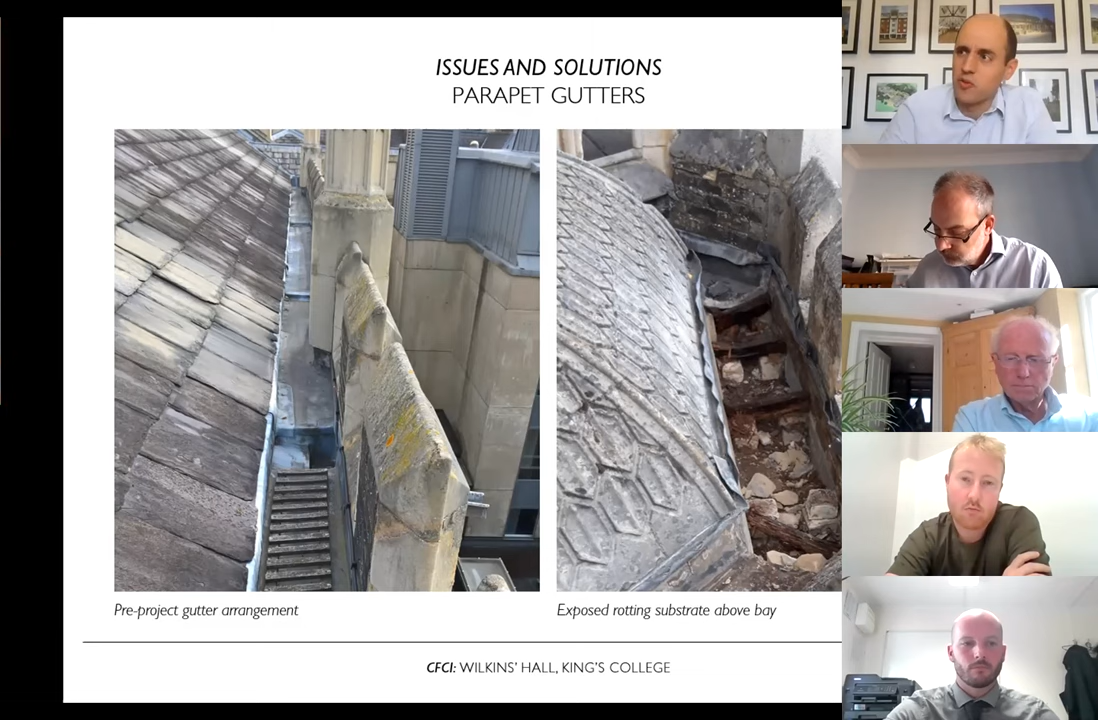 ISSUES AND SOLUTIONS
PARAPET GUTTERS
Pre-project gutter arrangement
Exposed rotting substrate above bay
CFCI: WILKINS' HALL, KING'S COLLEGE